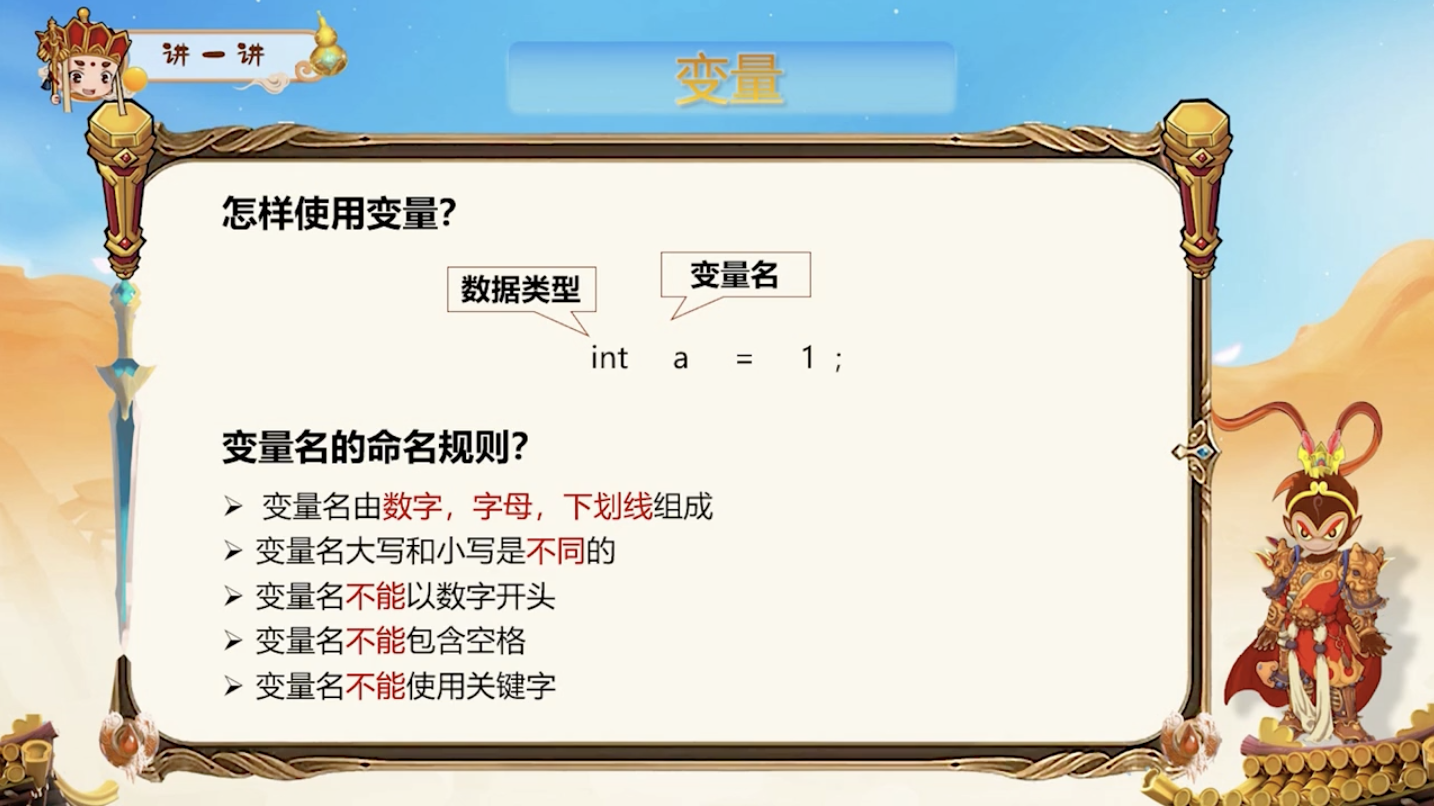 讲一讲
变量
怎样使用变量?
数据类型
变量名
int a = 1 ;
变量名的命名规则?
➢ 变量名由数字，字母，下划线组成
➢ 变量名大写和小写是不同的
➢ 变量名不能以数字开头
➢ 变量名不能包含空格
➢ 变量名不能使用关键字